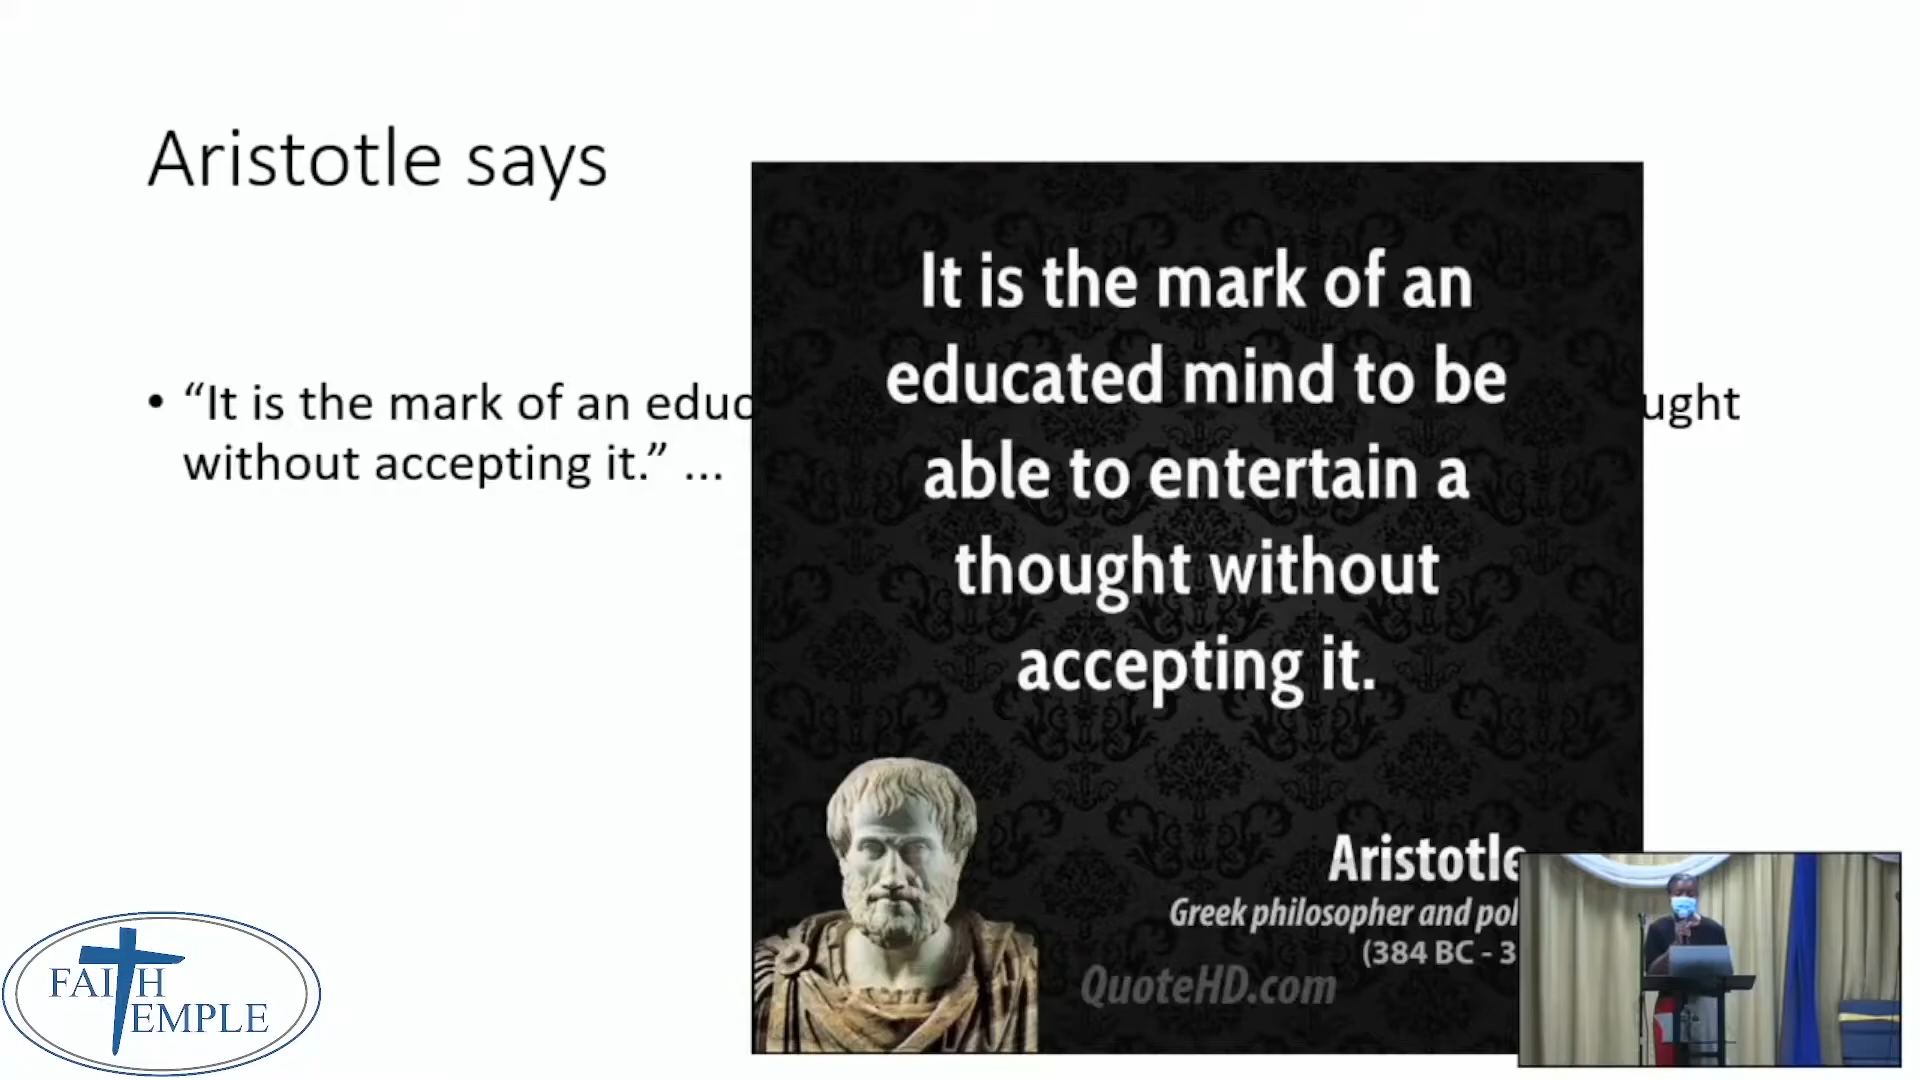 Aristotle says
• “It is the mark of an educ
ught
without accepting it.” ...
It is the mark of an
educated mind to be
able to entertain a
thought without
accepting it.
Aristotle
Greek philosopher and pol
(384 BC - 3
QuoteHD.com
FAITH
TEMPLE